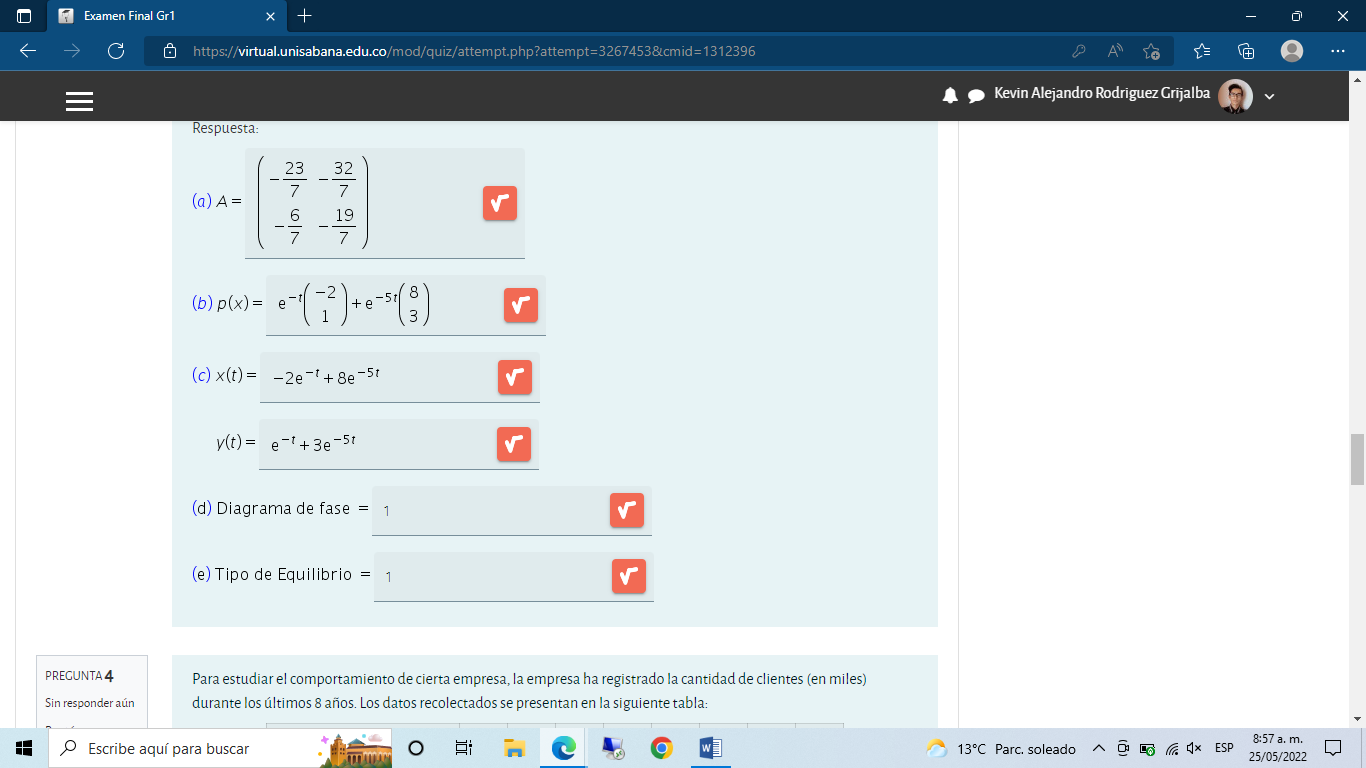 Examen Final Gr1
https://virtual.unisabana.edu.co/mod/quiz/attempt.php?attempt=3267453&cmid=1312396
Kevin Alejandro Rodriguez Grijalba
Respuesta:
(a) A = ( -23/7 -32/7
-6/7 -19/7 )
(b) p(x) = e^-t ( -2 1 ) + e^-5t ( 8 3 )
(c) x(t) = -2e^-t + 8e^-5t
y(t) = e^-t + 3e^-5t
(d) Diagrama de fase = 1
(e) Tipo de Equilibrio = 1
PREGUNTA 4
Sin responder aún
Para estudiar el comportamiento de cierta empresa, la empresa ha registrado la cantidad de clientes (en miles)
durante los últimos 8 años. Los datos recolectados se presentan en la siguiente tabla:
Escribe aquí para buscar
13°C Parc. soleado
ESP
8:57 a. m.
25/05/2022